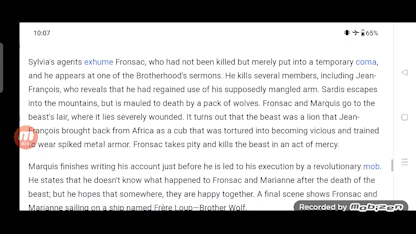 10:07
65%
Sylvia's agents exhume Fronsac, who had not been killed but merely put into a temporary coma,
and he appears at one of the Brotherhood's sermons. He kills several members, including Jean-
François, who reveals that he had regained use of his supposedly mangled arm. Sardis escapes
into the mountains, but is mauled to death by a pack of wolves. Fronsac and Marquis go to the
beast's lair, where it lies severely wounded. It turns out that the beast was a lion that Jean-
François brought back from Africa as a cub that was tortured into becoming vicious and trained
to wear spiked metal armor. Fronsac takes pity and kills the beast in an act of mercy.
Marquis finishes writing his account just before he is led to his execution by a revolutionary mob.
He states that he doesn't know what happened to Fronsac and Marianne after the death of the
beast; but he hopes that somewhere, they are happy together. A final scene shows Fronsac and
Marianne sailing on a ship named Frère Loup—Brother Wolf.
Recorded by Mobizen